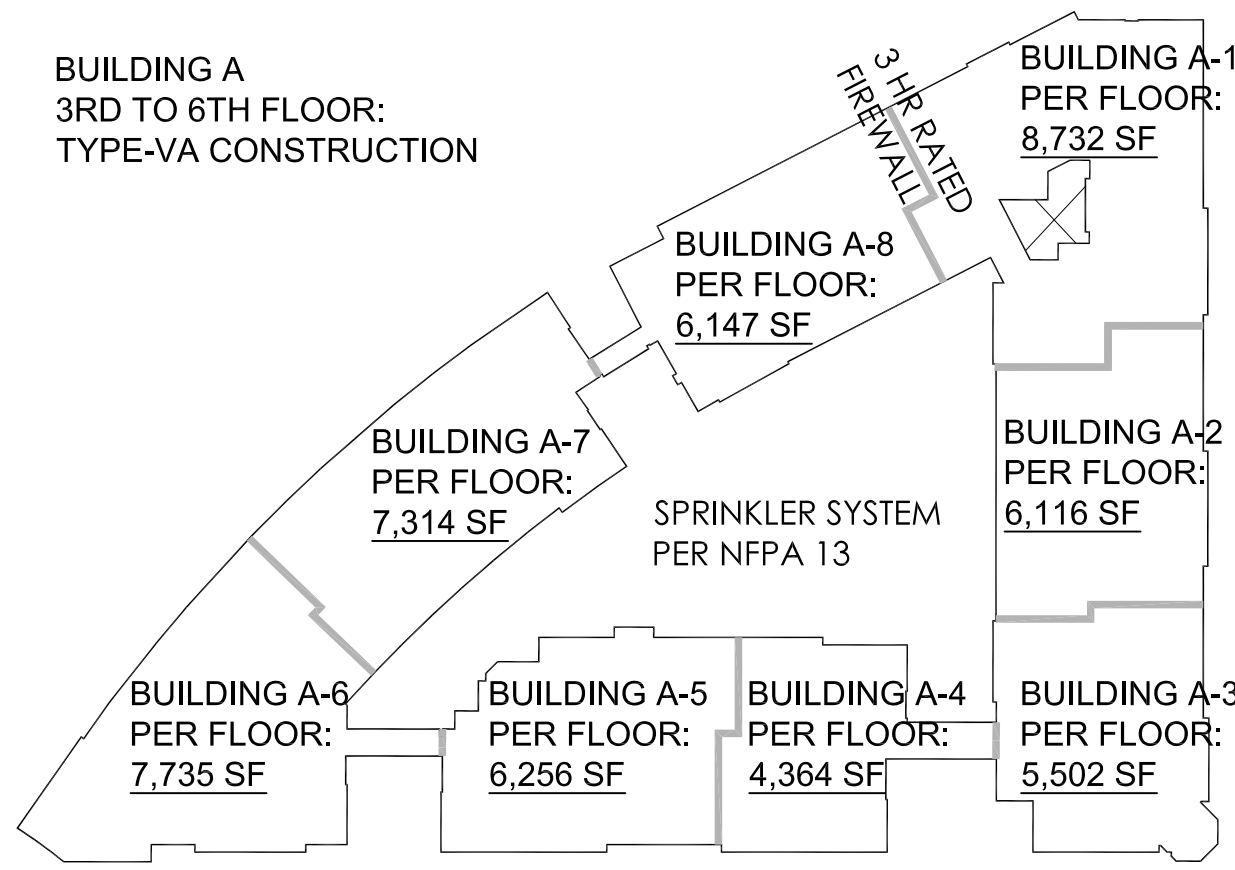 BUILDING A
3RD TO 6TH FLOOR:
TYPE-VA CONSTRUCTION
3 HR RATED
FIREWALL
BUILDING A-1
PER FLOOR:
8,732 SF
BUILDING A-8
PER FLOOR:
6,147 SF
BUILDING A-7
PER FLOOR:
7,314 SF
BUILDING A-2
PER FLOOR:
6,116 SF
SPRINKLER SYSTEM
PER NFPA 13
BUILDING A-6
PER FLOOR:
7,735 SF
BUILDING A-5
PER FLOOR:
6,256 SF
BUILDING A-4
PER FLOOR:
4,364 SF
BUILDING A-3
PER FLOOR:
5,502 SF